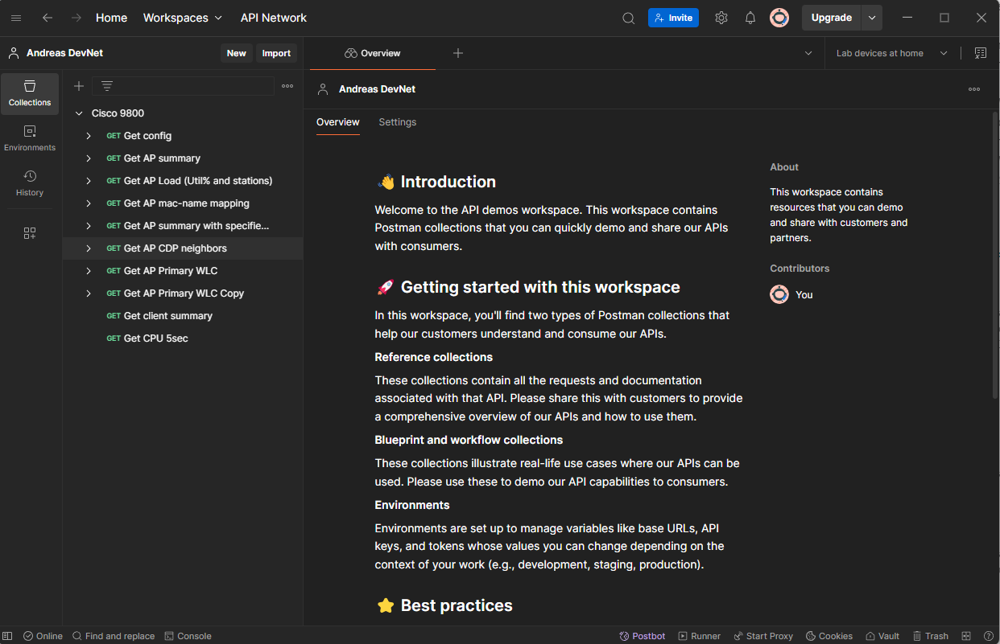 Home Workspaces API Network Invite Upgrade
Andreas DevNet New Import Overview Lab devices at home
Collections
Environments
History
Cisco 9800
GET Get config
GET Get AP summary
GET Get AP Load (Util% and stations)
GET Get AP mac-name mapping
GET Get AP summary with specifie...
GET Get AP CDP neighbors
GET Get AP Primary WLC
GET Get AP Primary WLC Copy
GET Get client summary
GET Get CPU 5sec
Andreas DevNet
Overview Settings
👋 Introduction
Welcome to the API demos workspace. This workspace contains
Postman collections that you can quickly demo and share our APIs
with consumers.
🚀 Getting started with this workspace
In this workspace, you'll find two types of Postman collections that
help our customers understand and consume our APIs.
Reference collections
These collections contain all the requests and documentation
associated with that API. Please share this with customers to provide
a comprehensive overview of our APIs and how to use them.
Blueprint and workflow collections
These collections illustrate real-life use cases where our APIs can be
used. Please use these to demo our API capabilities to consumers.
Environments
Environments are set up to manage variables like base URLs, API
keys, and tokens whose values you can change depending on the
context of your work (e.g., development, staging, production).
⭐ Best practices
About
This workspace contains
resources that you can demo
and share with customers and
partners.
Contributors
You
Online Find and replace Console Postbot Runner Start Proxy Cookies Vault Trash